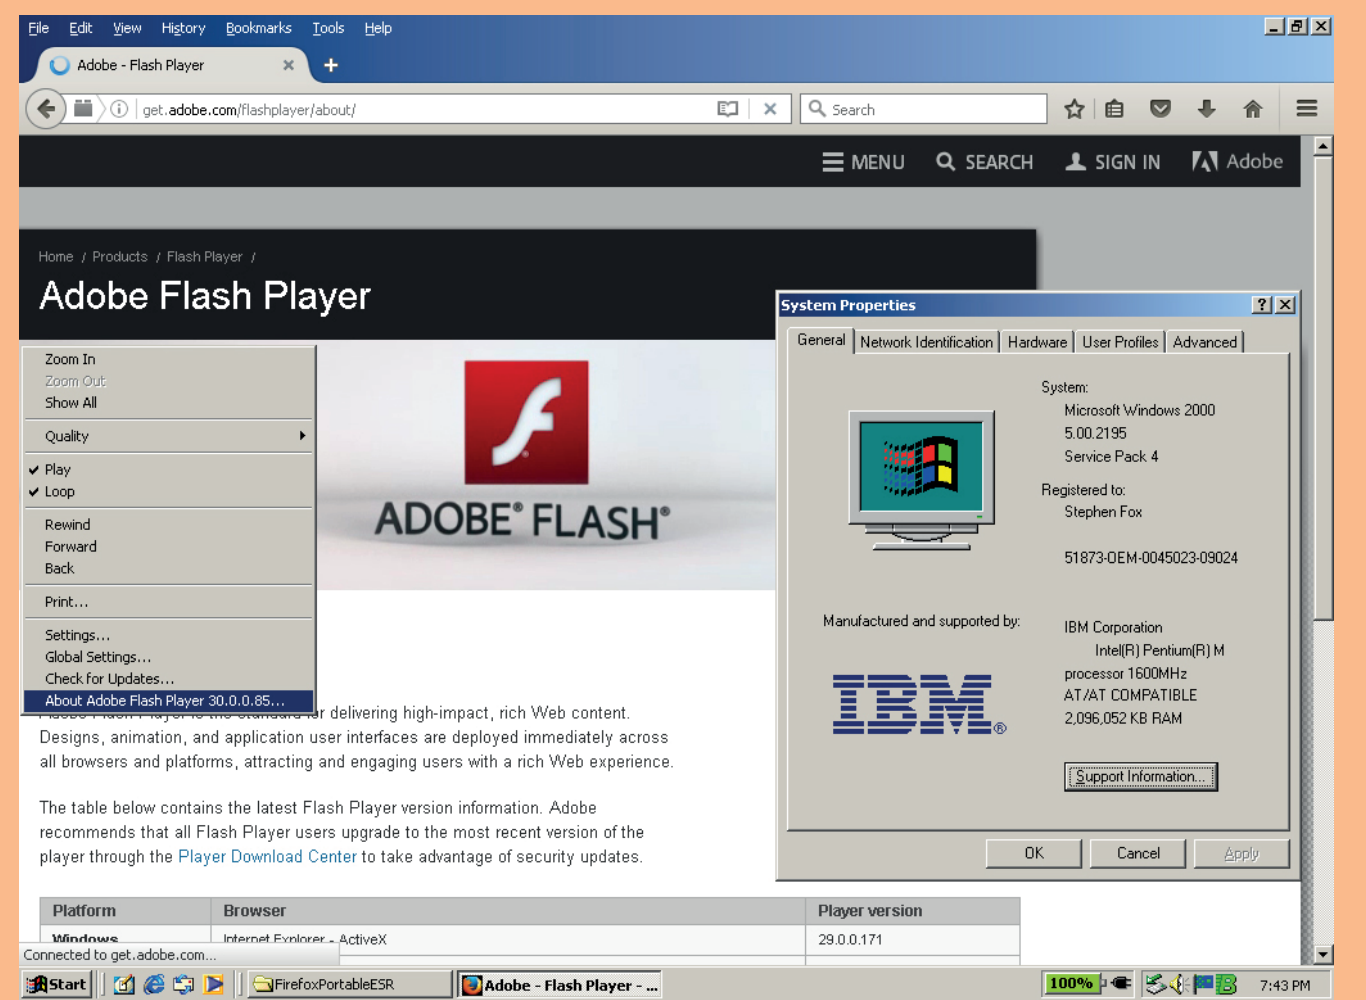 File Edit View History Bookmarks Tools Help
Adobe - Flash Player
get.adobe.com/flashplayer/about/
Search
MENU SEARCH SIGN IN Adobe
Home / Products / Flash Player /
Adobe Flash Player
Zoom In
Zoom Out
Show All
Quality
Play
Loop
Rewind
Forward
Back
Print...
Settings...
Global Settings...
Check for Updates...
About Adobe Flash Player 30.0.0.85...
ADOBE® FLASH®
System Properties
General Network Identification Hardware User Profiles Advanced
System:
Microsoft Windows 2000
5.00.2195
Service Pack 4
Registered to:
Stephen Fox
51873-OEM-0045023-09024
Manufactured and supported by:
IBM®
IBM Corporation
Intel(R) Pentium(R) M
processor 1600MHz
AT/AT COMPATIBLE
2,096,052 KB RAM
Support Information...
OK Cancel Apply
Adobe Flash Player is the standard for delivering high-impact, rich Web content.
Designs, animation, and application user interfaces are deployed immediately across
all browsers and platforms, attracting and engaging users with a rich Web experience.
The table below contains the latest Flash Player version information. Adobe
recommends that all Flash Player users upgrade to the most recent version of the
player through the Player Download Center to take advantage of security updates.
Platform Browser Player version
Windows Internet Explorer - ActiveX 29.0.0.171
Connected to get.adobe.com...
Start FirefoxPortableESR Adobe - Flash Player - ... 100% 7:43 PM